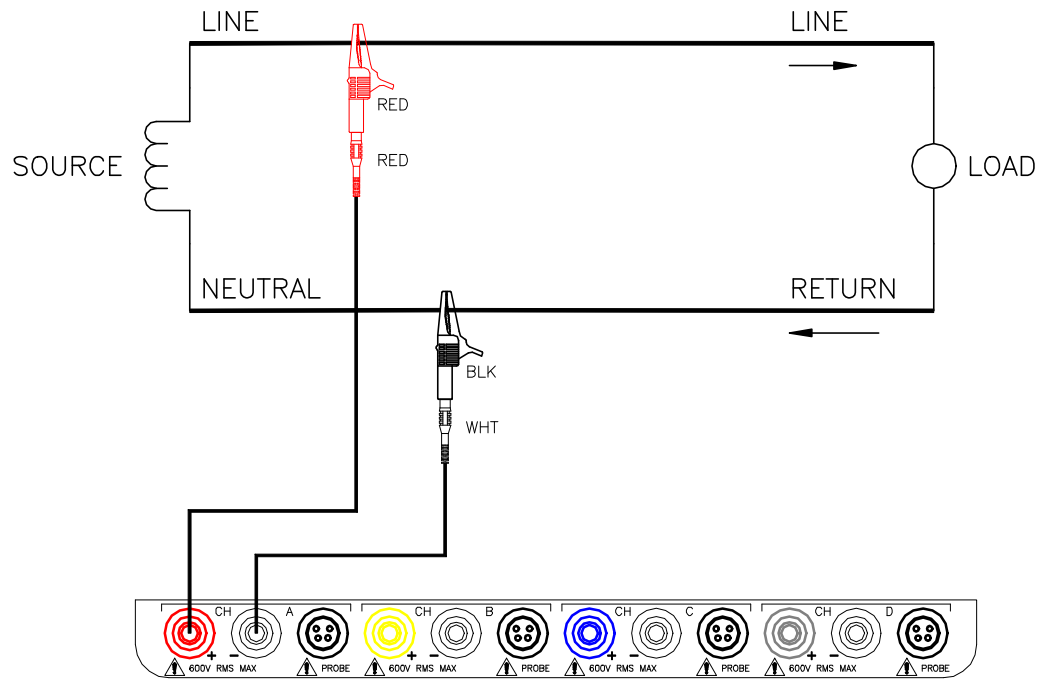 LINE LINE
RED
RED
SOURCE LOAD
NEUTRAL RETURN
BLK
WHT
CH A CH B CH C CH D
+ - + - + - + -
! 600V RMS MAX ! PROBE ! 600V RMS MAX ! PROBE ! 600V RMS MAX ! PROBE ! 600V RMS MAX ! PROBE